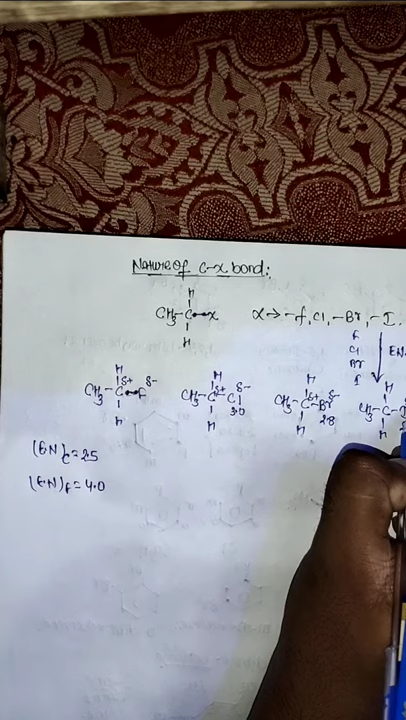 Nature of C-X bond:
H
CH3-C-X X→ -F, Cl, -Br, -I.
H
F
Cl
Br
I
EN
H H H H
CH3-C-F CH3-C-Cl CH3-C-Br CH3-C-
δ+ δ- δ+ δ- δ+ δ-
3.0 2.8
H H H H
(EN)C = 2.5
(EN)F = 4.0